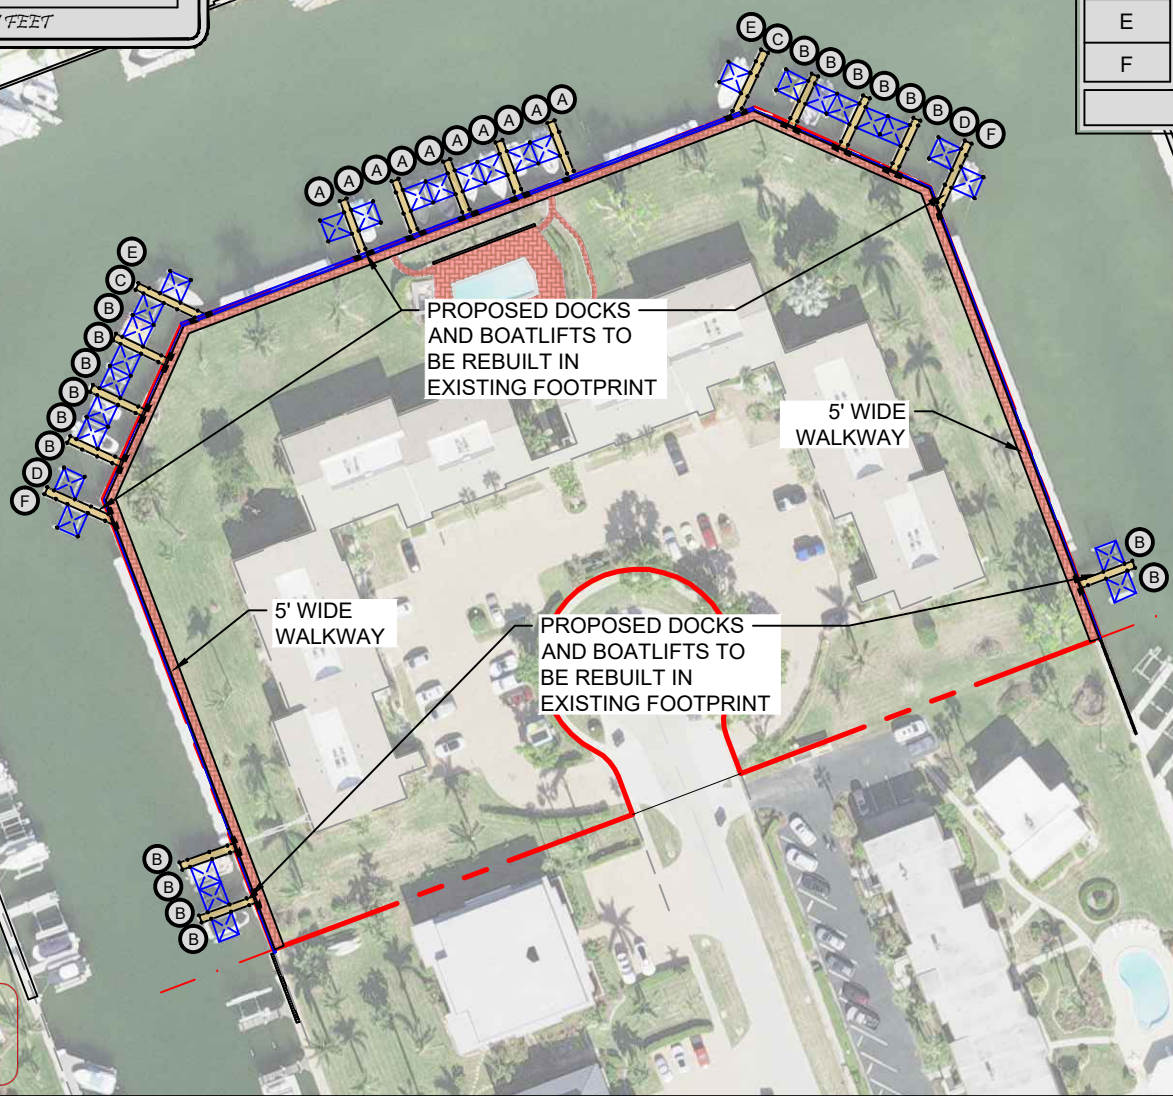 FEET
E
F
E C B B B B B B D F
A A A A A A A A A A
E
C
B
B
B
B
B
B
D
F
PROPOSED DOCKS
AND BOATLIFTS TO
BE REBUILT IN
EXISTING FOOTPRINT
5' WIDE
WALKWAY
B
B
5' WIDE
WALKWAY
PROPOSED DOCKS
AND BOATLIFTS TO
BE REBUILT IN
EXISTING FOOTPRINT
B
B
B
B